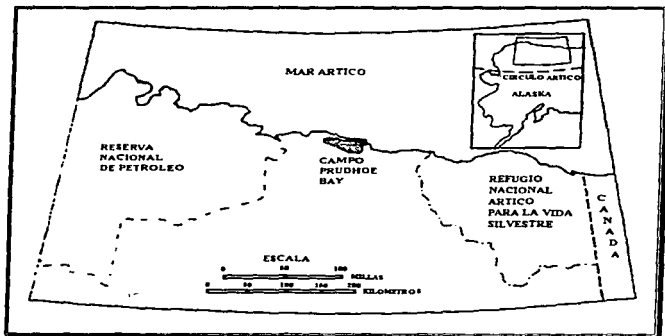 MAR ARTICO
CIRCULO ARTICO
ALASKA
RESERVA
NACIONAL
DE PETROLEO
CAMPO
PRUDHOE
BAY
REFUGIO
NACIONAL
ARTICO
PARA LA VIDA
SILVESTRE
CANADA
ESCALA
0 50 100
MILLAS
0 50 100 150 200
KILOMETROS